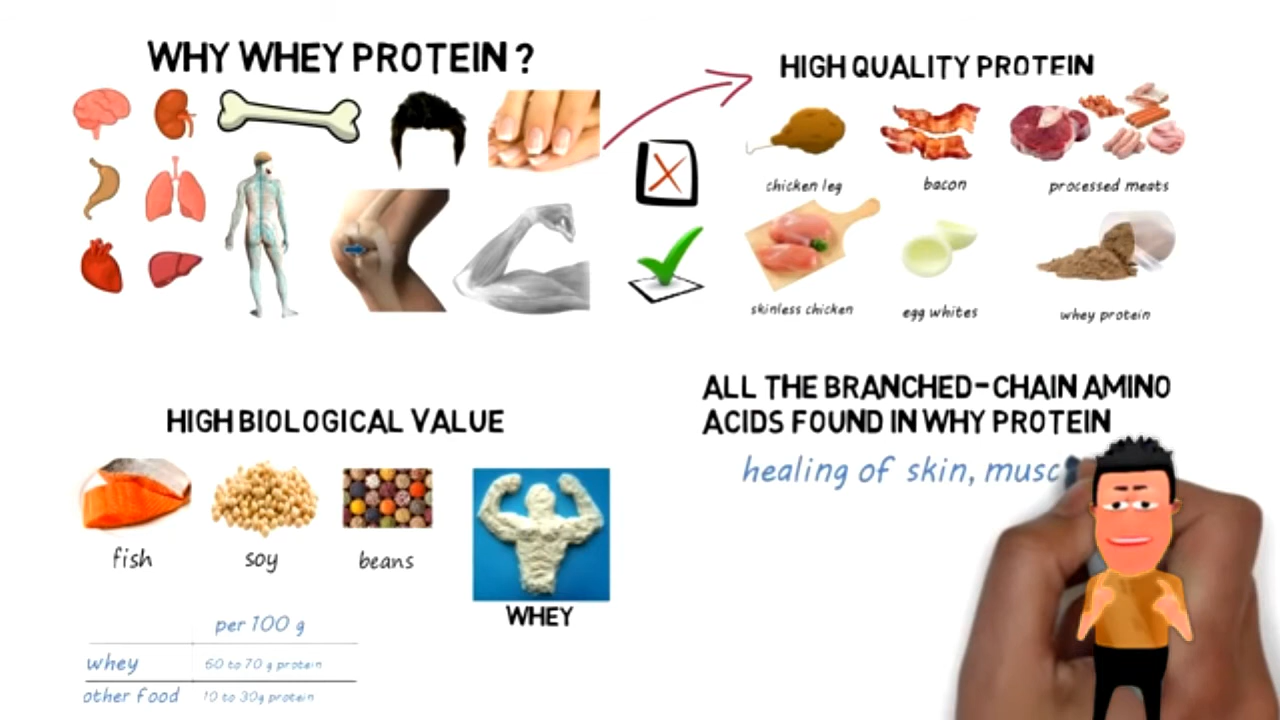 WHY WHEY PROTEIN ?
HIGH QUALITY PROTEIN
chicken leg
bacon
processed meats
skinless chicken
egg whites
whey protein
HIGH BIOLOGICAL VALUE
fish
soy
beans
WHEY
per 100 g
whey 60 to 70 g protein
other food 10 to 30g protein
ALL THE BRANCHED-CHAIN AMINO
ACIDS FOUND IN WHY PROTEIN
healing of skin, musc